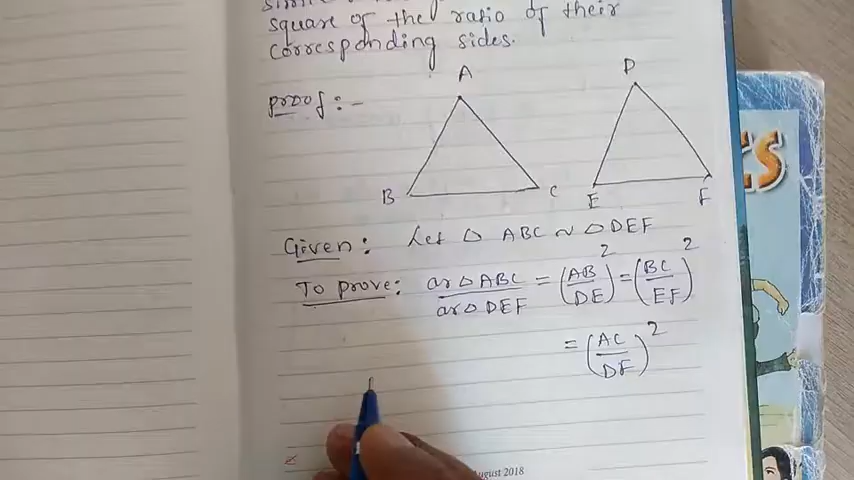 square of the ratio of their
corresponding sides.
proof :-
A
D
B
C
E
F
Given: Let △ ABC ~ △ DEF
To prove: ar△ABC/ar△DEF = (AB/DE)² = (BC/EF)²
= (AC/DF)²
August 2018
CS